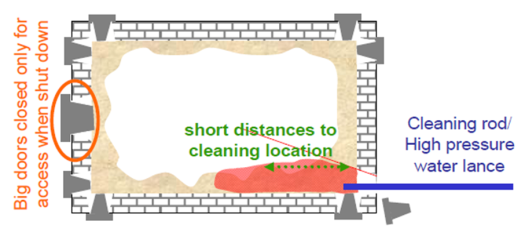 Big doors closed only for
access when shut down
short distances to
cleaning location
Cleaning rod/
High pressure
water lance